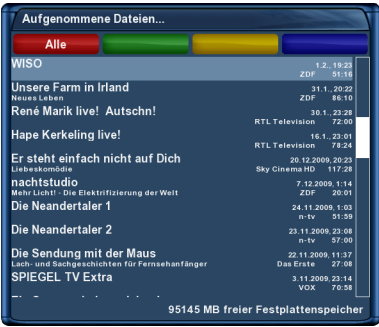 Aufgenommene Dateien...
Alle
WISO 1.2., 19:23
ZDF 51:16
Unsere Farm in Irland 31.1., 20:22
Neues Leben ZDF 86:10
René Marik live! Autschn! 30.1., 23:28
RTL Television 72:00
Hape Kerkeling live! 16.1., 23:01
RTL Television 78:24
Er steht einfach nicht auf Dich 20.12.2009, 20:23
Liebeskomödie Sky Cinema HD 117:28
nachtstudio 7.12.2009, 1:14
Mehr Licht! - Die Elektrifizierung der Welt ZDF 20:01
Die Neandertaler 1 24.11.2009, 1:03
n-tv 51:59
Die Neandertaler 2 23.11.2009, 23:08
n-tv 57:00
Die Sendung mit der Maus 22.11.2009, 11:37
Lach- und Sachgeschichten für Fernsehanfänger Das Erste 27:08
SPIEGEL TV Extra 3.11.2009, 23:14
VOX 70:58
95145 MB freier Festplattenspeicher